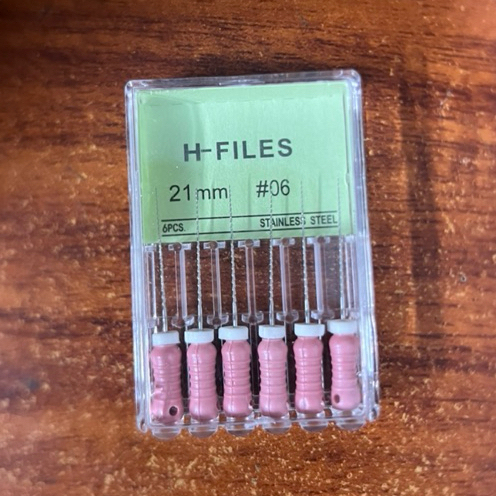 H-FILES
21mm #06
6PCS. STAINLESS STEEL